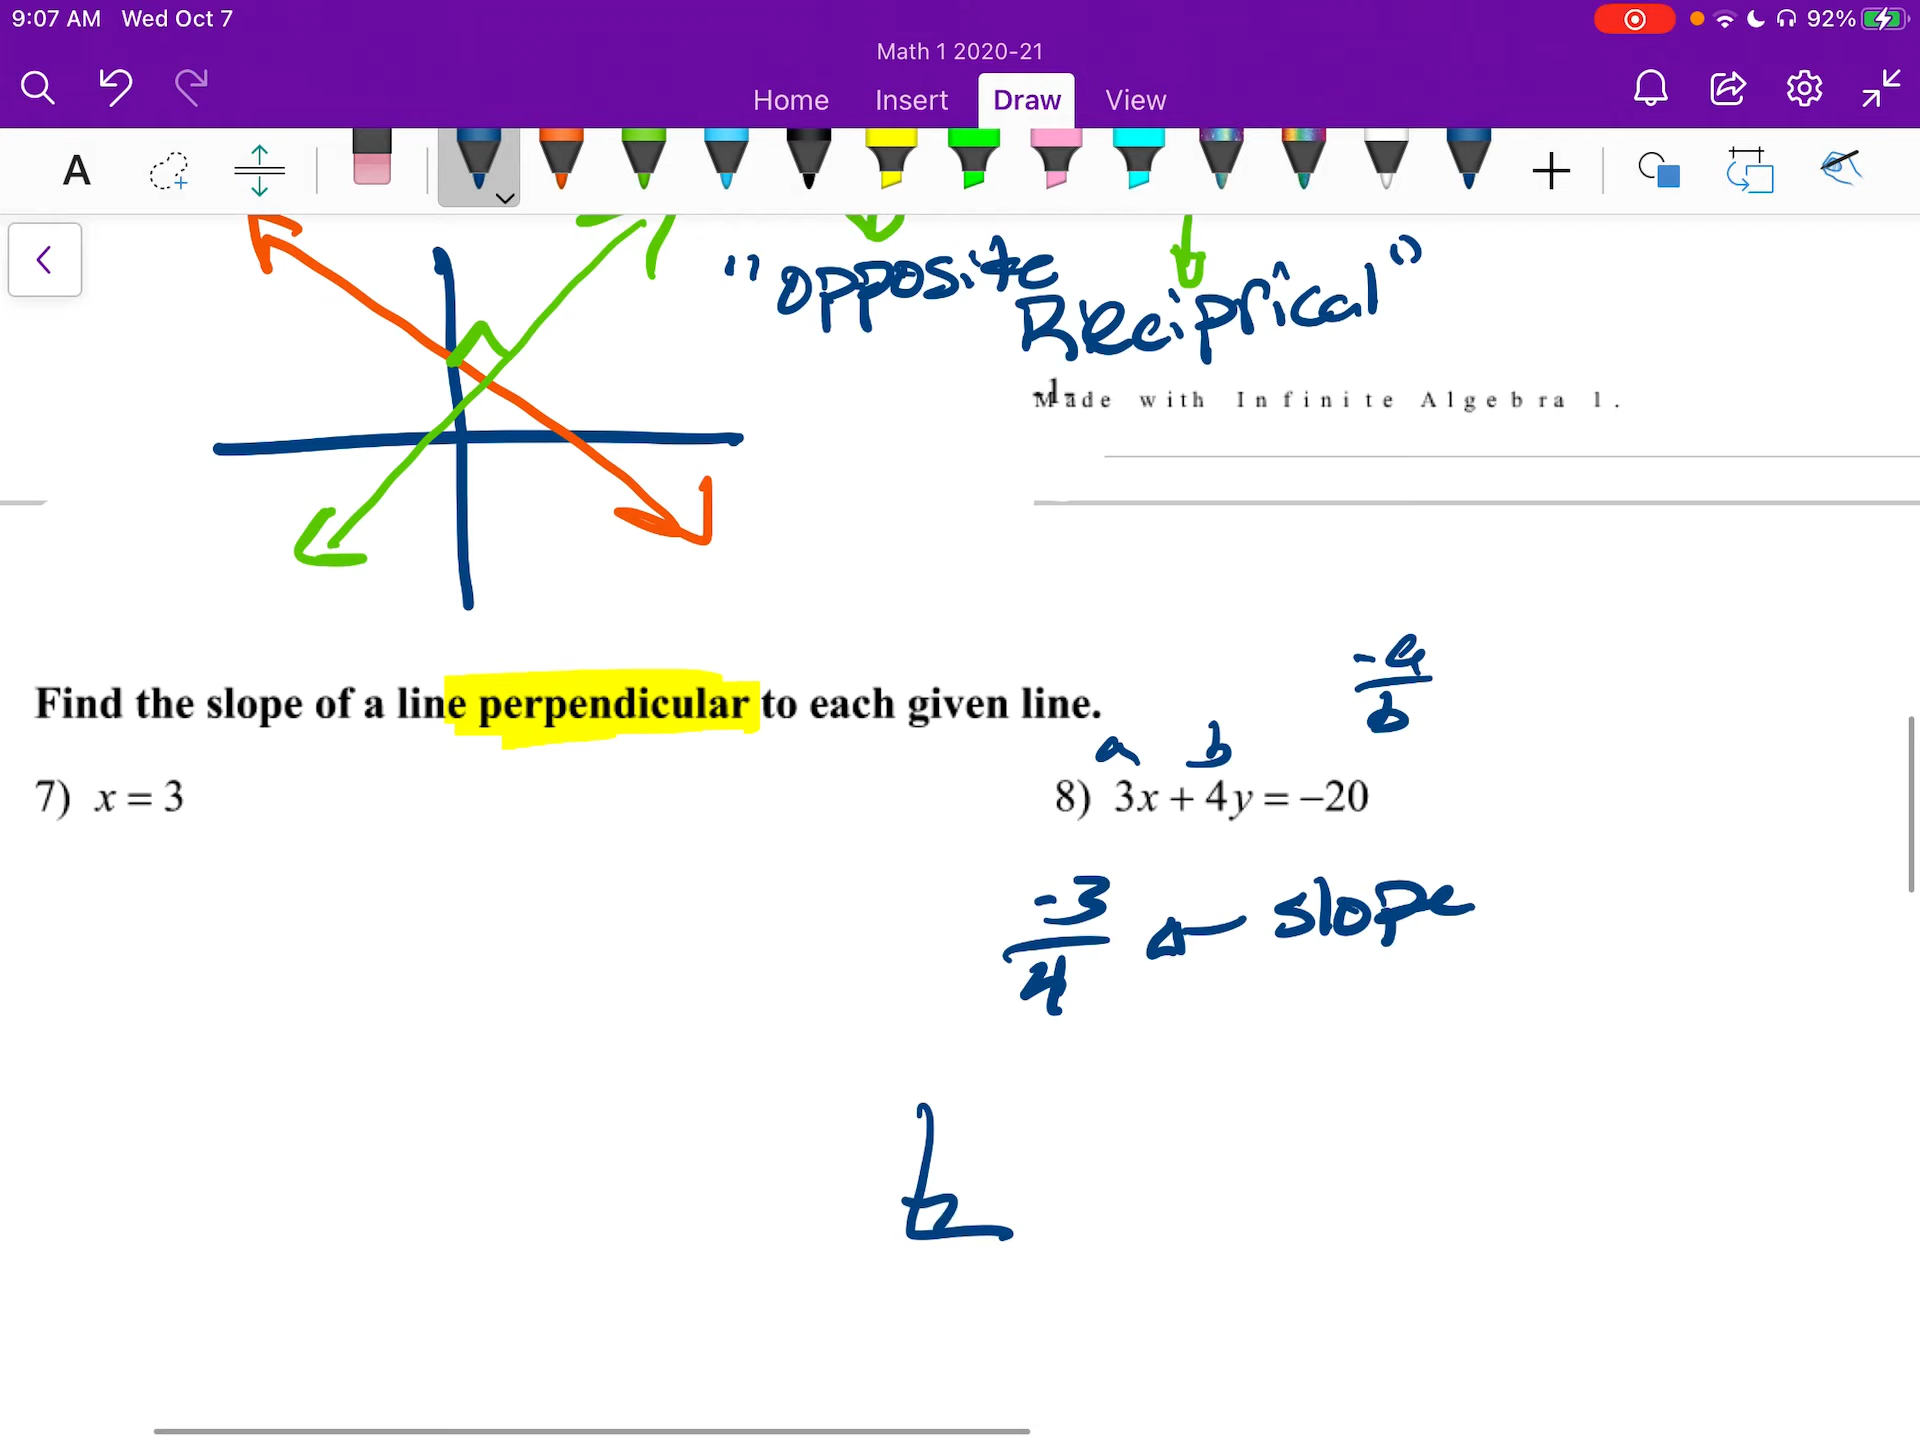 9:07 AM Wed Oct 7
92%
Math 1 2020-21
Home Insert Draw View
A
"opposite
Reciprical"
-1-
Made with Infinite Algebra 1.
Find the slope of a line perpendicular to each given line.
-a
b
a b
7) x = 3
8) 3x + 4y = −20
-3
4
slope